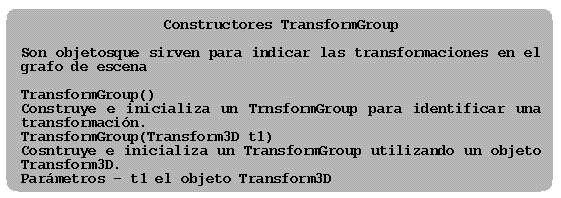 Constructores TransformGroup
Son objetosque sirven para indicar las transformaciones en el
grafo de escena
TransformGroup()
Construye e inicializa un TrnsformGroup para identificar una
transformación.
TransformGroup(Transform3D t1)
Cosntruye e inicializa un TransformGroup utilizando un objeto
Transform3D.
Parámetros - t1 el objeto Transform3D